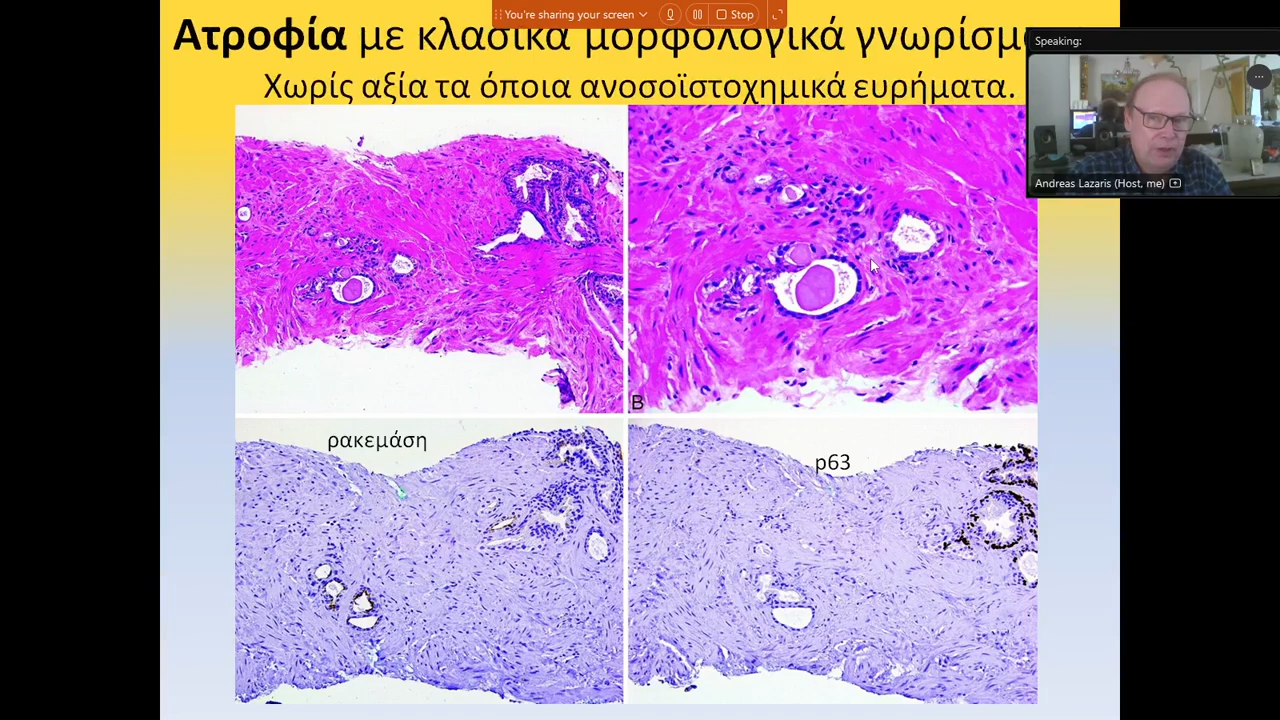 You're sharing your screen
Stop
Ατροφία με κλασικά μορφολογικά
Χωρίς αξία τα όποια ανοσοϊστοχημικά ευρήματα.
Speaking:
Andreas Lazaris (Host, me)
B
ρακεμάση
p63